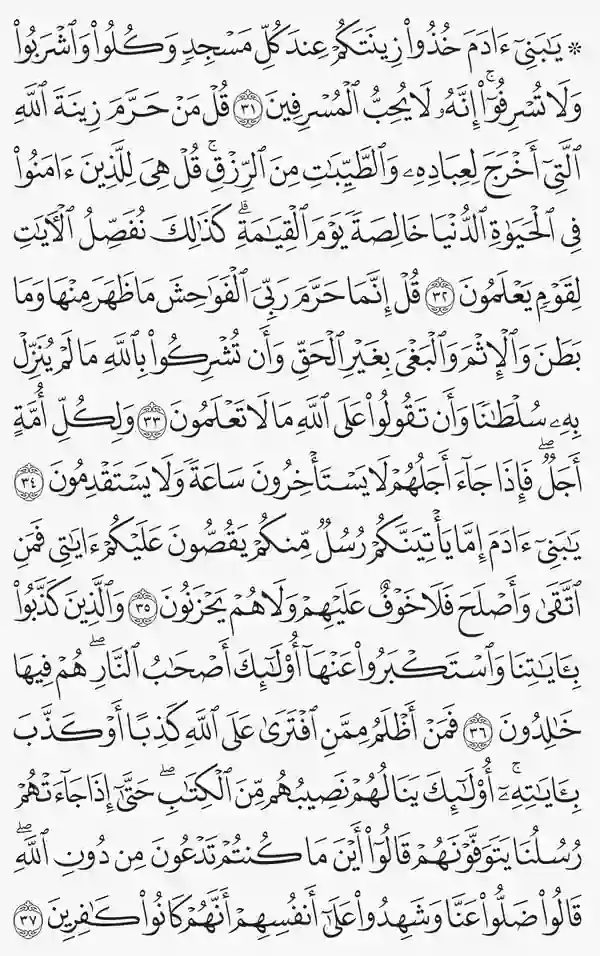 ۞ يَـٰبَنِىٓ ءَادَمَ خُذُوا۟ زِينَتَكُمْ عِندَ كُلِّ مَسْجِدٍ وَكُلُوا۟ وَٱشْرَبُوا۟
وَلَا تُسْرِفُوٓا۟ ۚ إِنَّهُۥ لَا يُحِبُّ ٱلْمُسْرِفِينَ ٣١ قُلْ مَنْ حَرَّمَ زِينَةَ ٱللَّهِ
ٱلَّتِىٓ أَخْرَجَ لِعِبَادِهِۦ وَٱلطَّيِّبَـٰتِ مِنَ ٱلرِّزْقِ ۚ قُلْ هِىَ لِلَّذِينَ ءَامَنُوا۟
فِى ٱلْحَيَوٰةِ ٱلدُّنْيَا خَالِصَةً يَوْمَ ٱلْقِيَـٰمَةِ ۗ كَذَٰلِكَ نُفَصِّلُ ٱلْـَٔايَـٰتِ
لِقَوْمٍ يَعْلَمُونَ ٣٢ قُلْ إِنَّمَا حَرَّمَ رَبِّىَ ٱلْفَوَٰحِشَ مَا ظَهَرَ مِنْهَا وَمَا
بَطَنَ وَٱلْإِثْمَ وَٱلْبَغْىَ بِغَيْرِ ٱلْحَقِّ وَأَن تُشْرِكُوا۟ بِٱللَّهِ مَا لَمْ يُنَزِّلْ
بِهِۦ سُلْطَـٰنًا وَأَن تَقُولُوا۟ عَلَى ٱللَّهِ مَا لَا تَعْلَمُونَ ٣٣ وَلِكُلِّ أُمَّةٍ
أَجَلٌ ۖ فَإِذَا جَآءَ أَجَلُهُمْ لَا يَسْتَأْخِرُونَ سَاعَةً وَلَا يَسْتَقْدِمُونَ ٣٤
يَـٰبَنِىٓ ءَادَمَ إِمَّا يَأْتِيَنَّكُمْ رُسُلٌ مِّنكُمْ يَقُصُّونَ عَلَيْكُمْ ءَايَـٰتِى فَمَنِ
ٱتَّقَىٰ وَأَصْلَحَ فَلَا خَوْفٌ عَلَيْهِمْ وَلَا هُمْ يَحْزَنُونَ ٣٥ وَٱلَّذِينَ كَذَّبُوا۟
بِـَٔايَـٰتِنَا وَٱسْتَكْبَرُوا۟ عَنْهَآ أُو۟لَـٰٓئِكَ أَصْحَـٰبُ ٱلنَّارِ ۖ هُمْ فِيهَا
خَـٰلِدُونَ ٣٦ فَمَنْ أَظْلَمُ مِمَّنِ ٱفْتَرَىٰ عَلَى ٱللَّهِ كَذِبًا أَوْ كَذَّبَ
بِـَٔايَـٰتِهِۦٓ ۚ أُو۟لَـٰٓئِكَ يَنَالُهُمْ نَصِيبُهُم مِّنَ ٱلْكِتَـٰبِ ۖ حَتَّىٰٓ إِذَا جَآءَتْهُمْ
رُسُلُنَا يَتَوَفَّوْنَهُمْ قَالُوٓا۟ أَيْنَ مَا كُنتُمْ تَدْعُونَ مِن دُونِ ٱللَّهِ ۖ
قَالُوا۟ ضَلُّوا۟ عَنَّا وَشَهِدُوا۟ عَلَىٰٓ أَنفُسِهِمْ أَنَّهُمْ كَانُوا۟ كَـٰفِرِينَ ٣٧